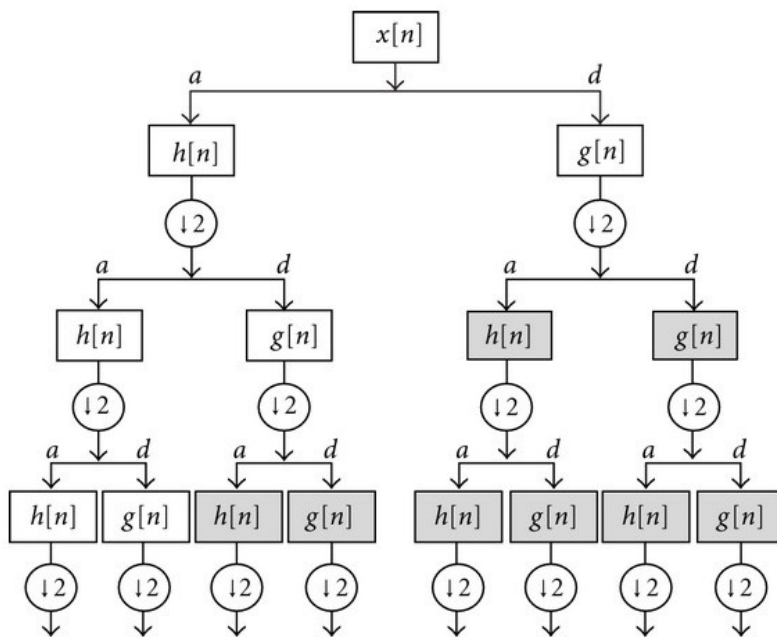 x[n]
a d
h[n] g[n]
↓2 ↓2
a d a d
h[n] g[n] h[n] g[n]
↓2 ↓2 ↓2 ↓2
a d a d a d a d
h[n] g[n] h[n] g[n] h[n] g[n] h[n] g[n]
↓2 ↓2 ↓2 ↓2 ↓2 ↓2 ↓2 ↓2